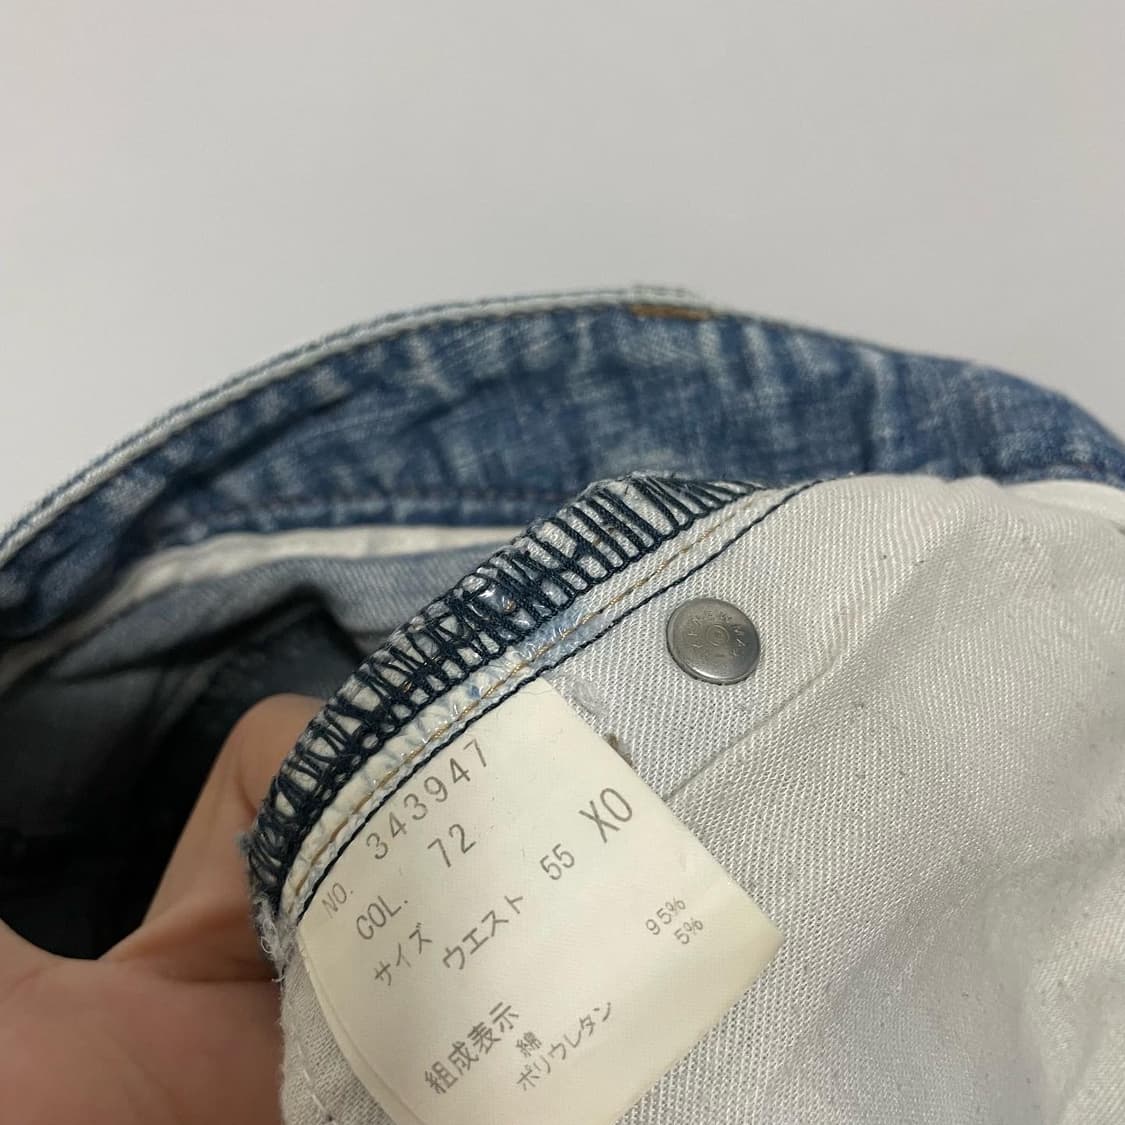 NO. 343947
COL. 72
サイズ
ウエスト 55 XO
組成表示
綿 95%
ポリウレタン 5%